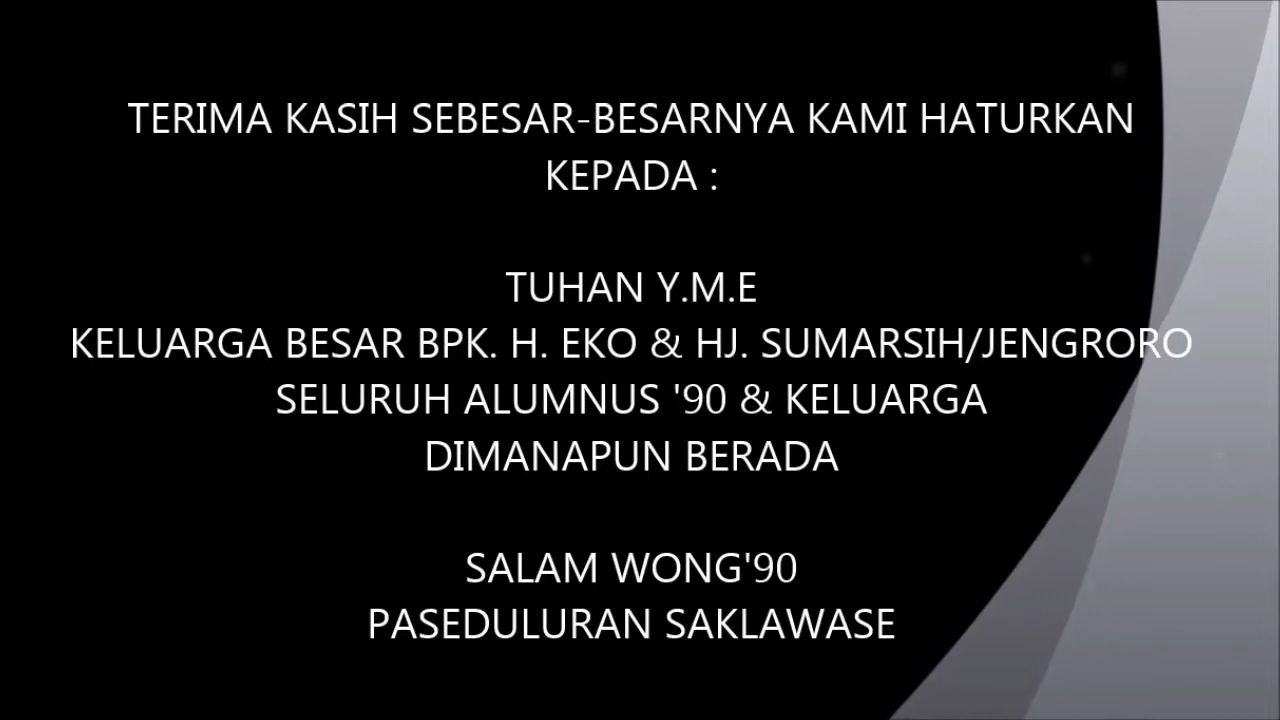 TERIMA KASIH SEBESAR-BESARNYA KAMI HATURKAN
KEPADA :
TUHAN Y.M.E
KELUARGA BESAR BPK. H. EKO & HJ. SUMARSIH/JENGRORO
SELURUH ALUMNUS '90 & KELUARGA
DIMANAPUN BERADA
SALAM WONG'90
PASEDULURAN SAKLAWASE